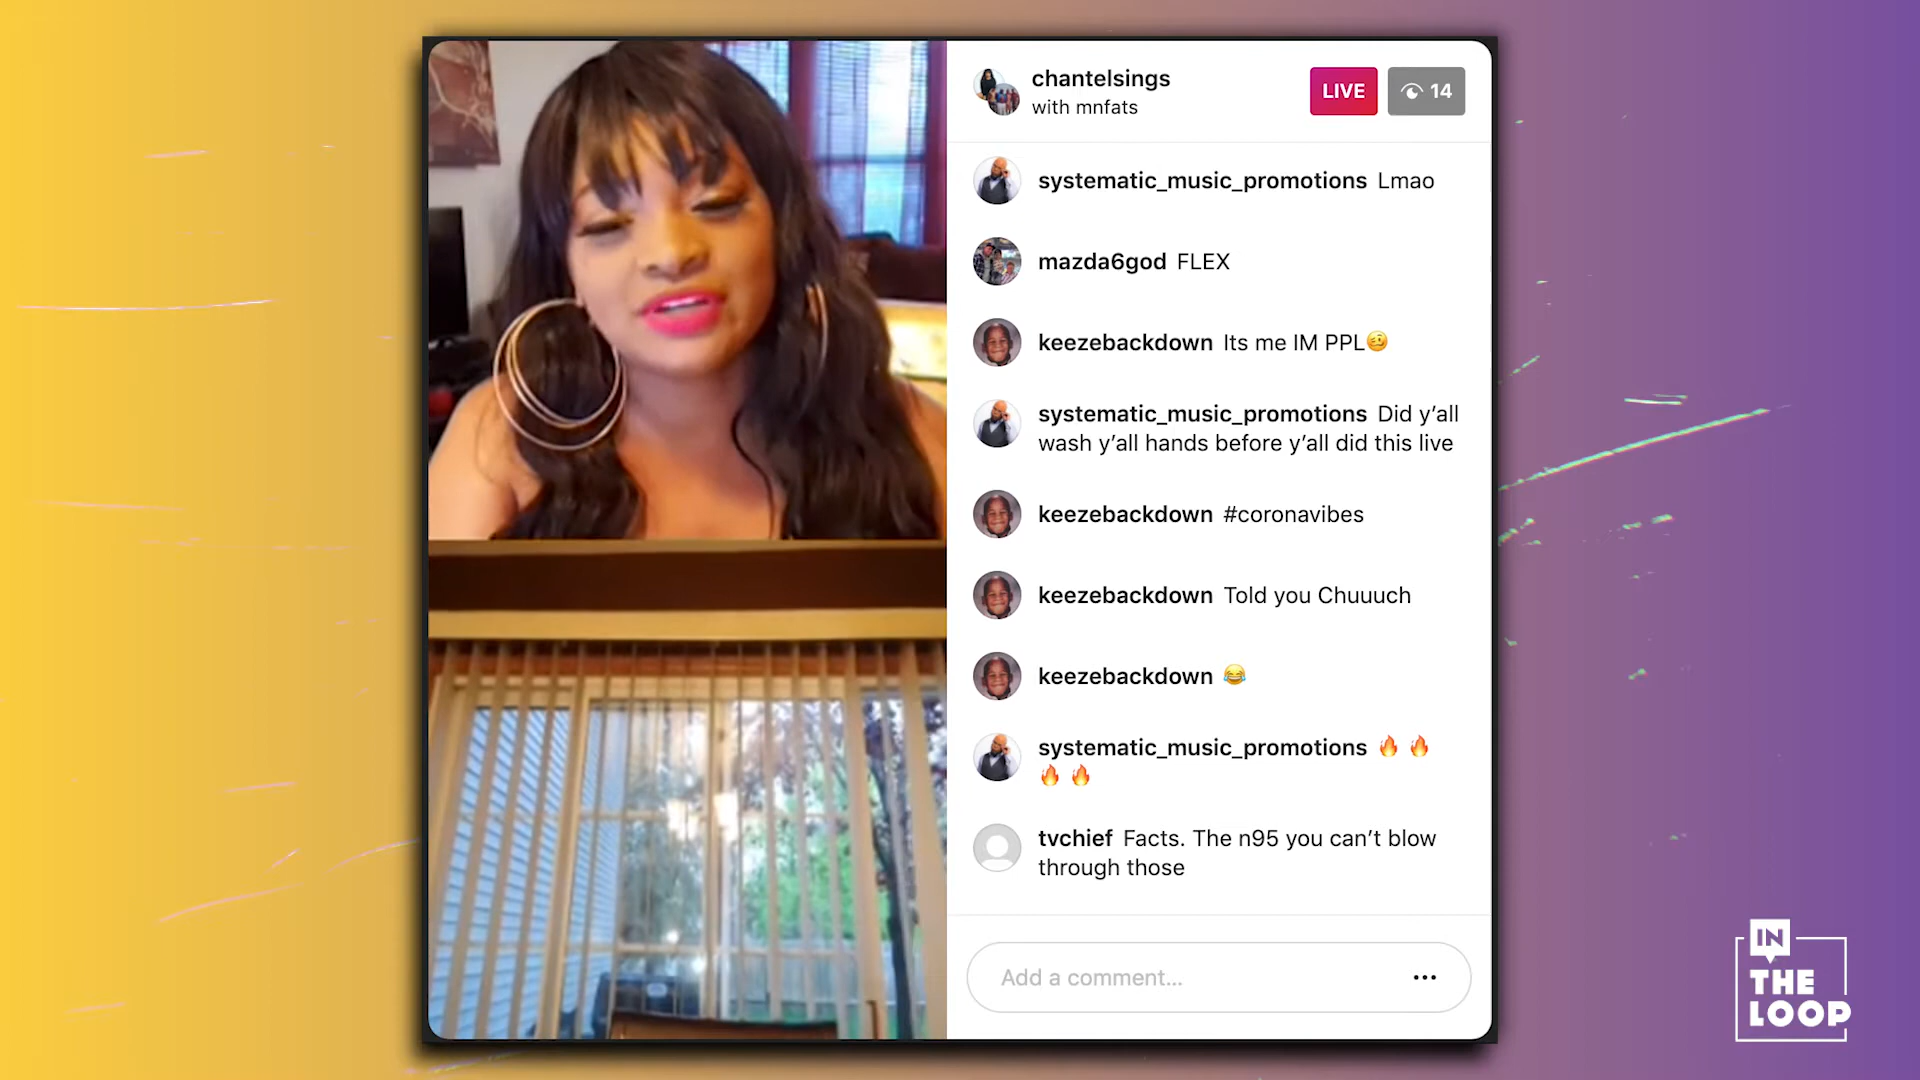 chantelsings
with mnfats
LIVE
14
systematic_music_promotions Lmao
mazda6god FLEX
keezebackdown Its me IM PPL🥴
systematic_music_promotions Did y’all
wash y’all hands before y’all did this live
keezebackdown #coronavibes
keezebackdown Told you Chuuuch
keezebackdown 😂
systematic_music_promotions 🔥 🔥
🔥 🔥
tvchief Facts. The n95 you can’t blow
through those
Add a comment...
IN
THE
LOOP